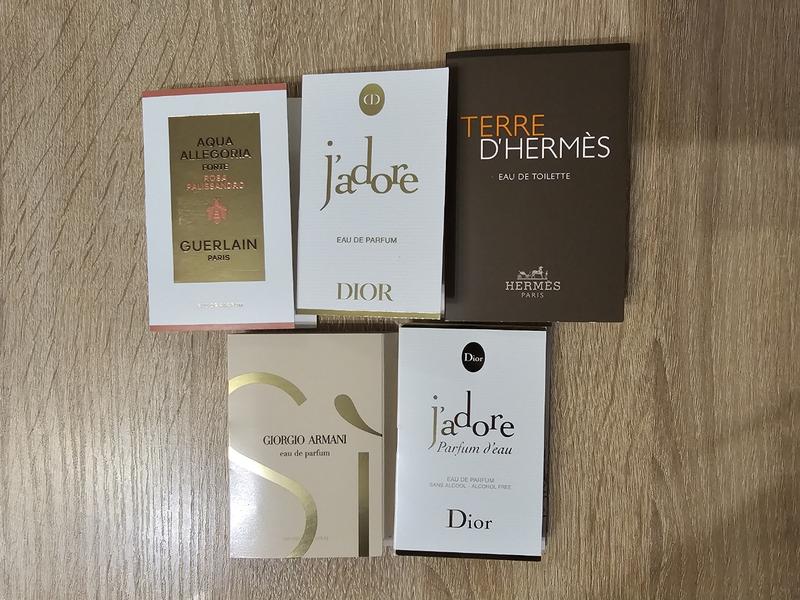 AQUA
ALLEGORIA
FORTE
ROSA
PALISSANDRO
GUERLAIN
PARIS
j'adore
EAU DE PARFUM
DIOR
TERRE
D'HERMÈS
EAU DE TOILETTE
HERMÈS
PARIS
Sì
GIORGIO ARMANI
eau de parfum
Dior
j'adore
Parfum d'eau
EAU DE PARFUM
SANS ALCOOL - ALCOHOL FREE
Dior